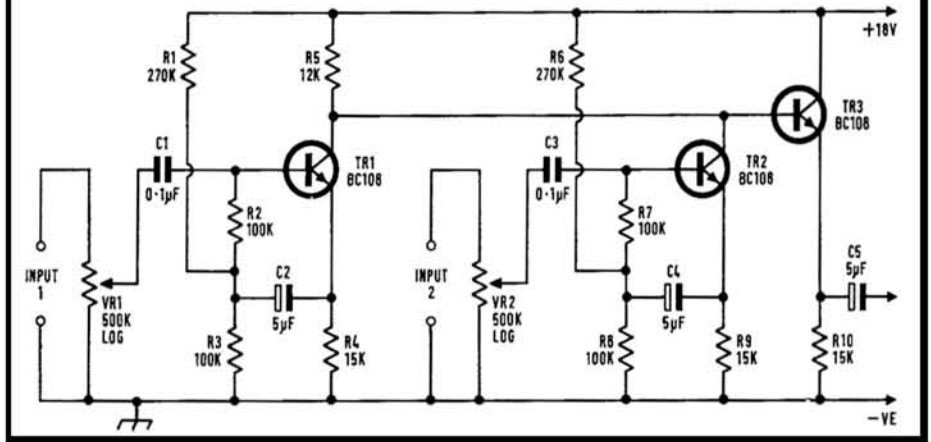 +18V
R1
270K
R5
12K
R6
270K
TR3
BC108
C1
0·1µF
TR1
BC108
C3
0·1µF
TR2
BC108
R2
100K
R7
100K
INPUT
1
VR1
500K
LOG
C2
5µF
INPUT
2
VR2
500K
LOG
C4
5µF
C5
5µF
R3
100K
R4
15K
R8
100K
R9
15K
R10
15K
−VE